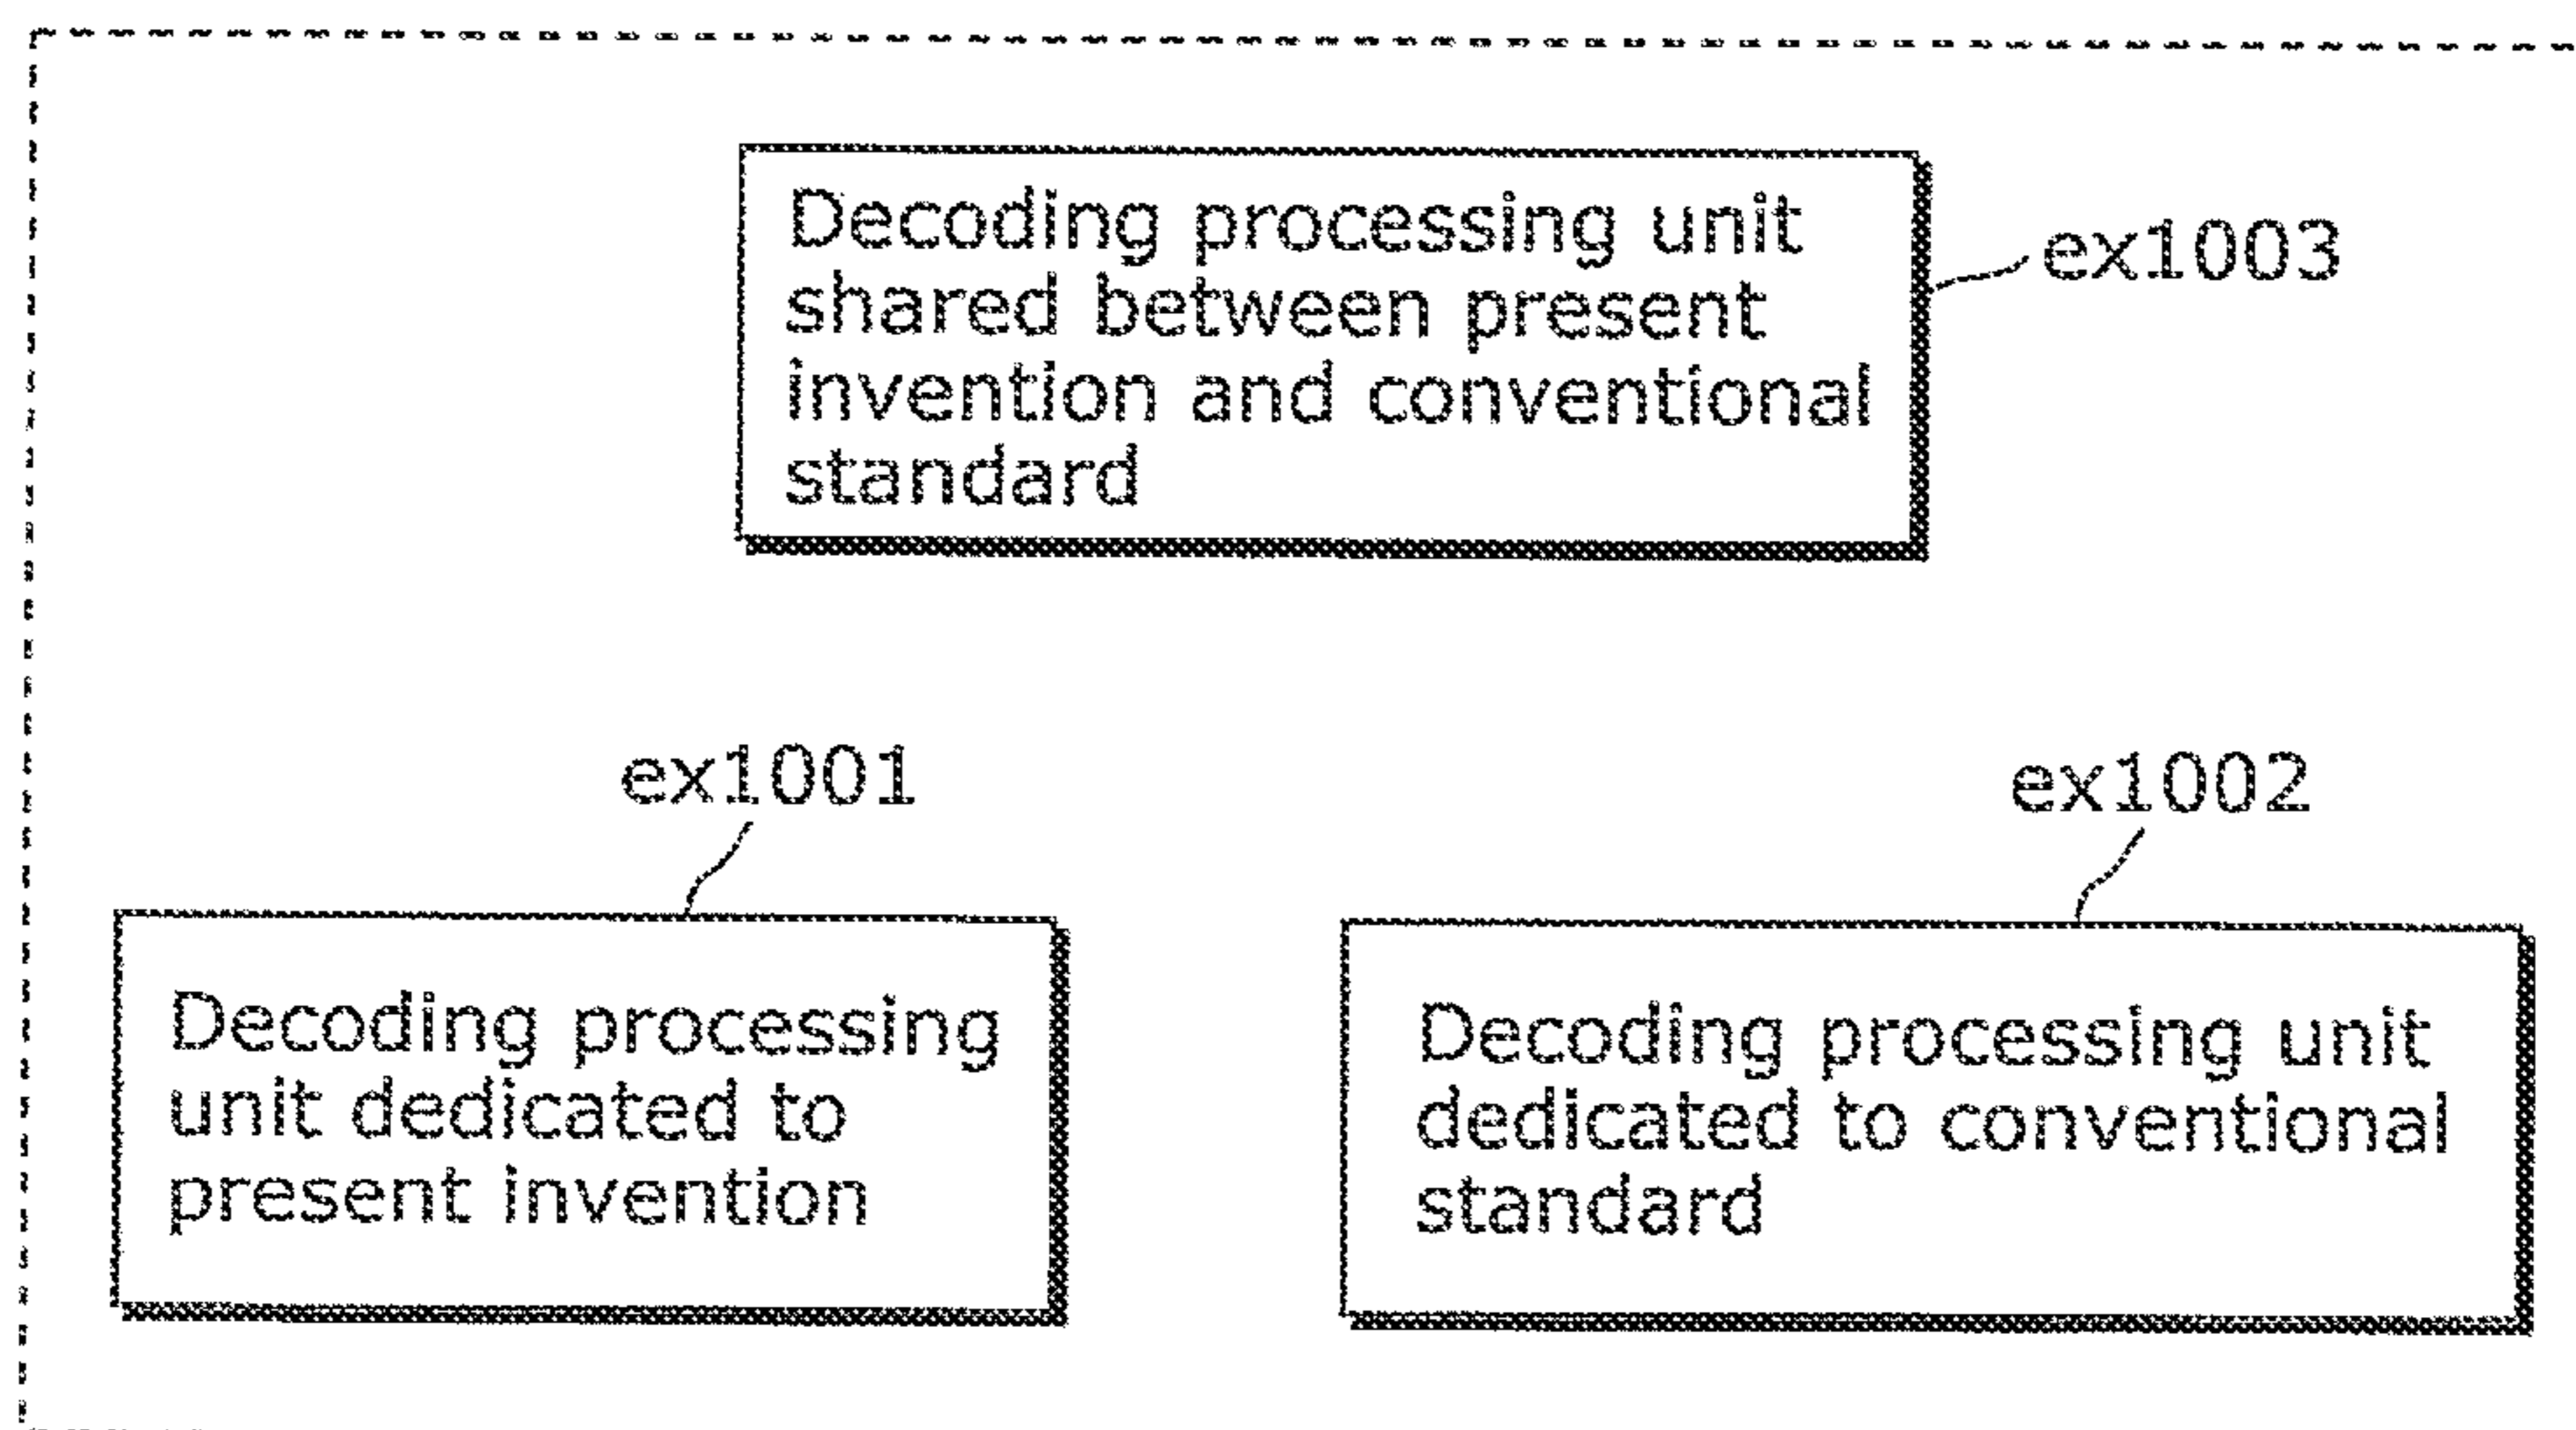 Decoding processing unit
shared between present
invention and conventional
standard
ex1003
ex1001
ex1002
Decoding processing
unit dedicated to
present invention
Decoding processing unit
dedicated to conventional
standard